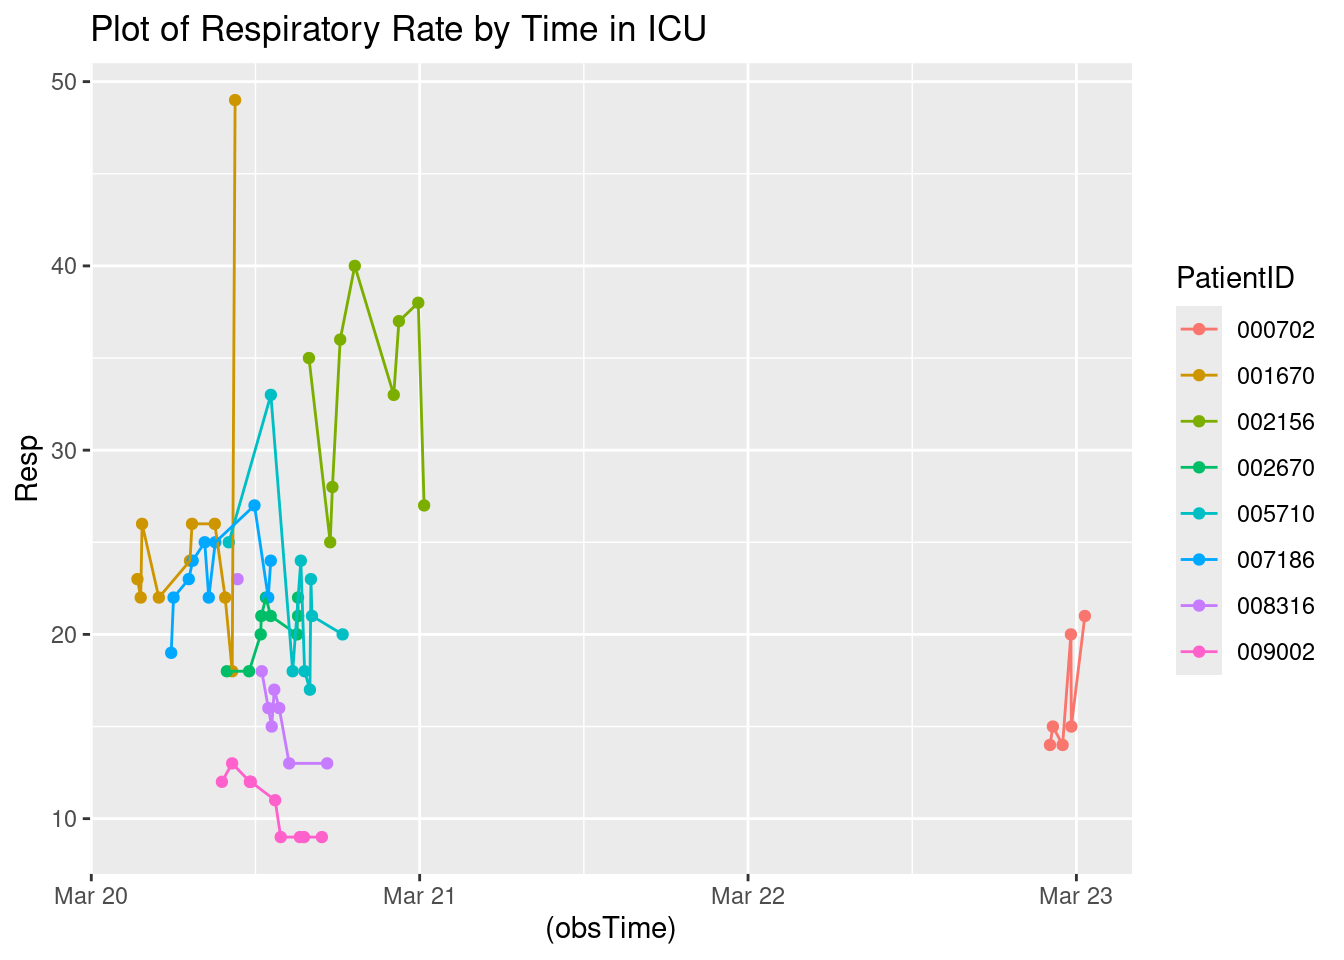 Plot of Respiratory Rate by Time in ICU
50
40
30
20
10
Resp
Mar 20
Mar 21
Mar 22
Mar 23
(obsTime)
PatientID
000702
001670
002156
002670
005710
007186
008316
009002